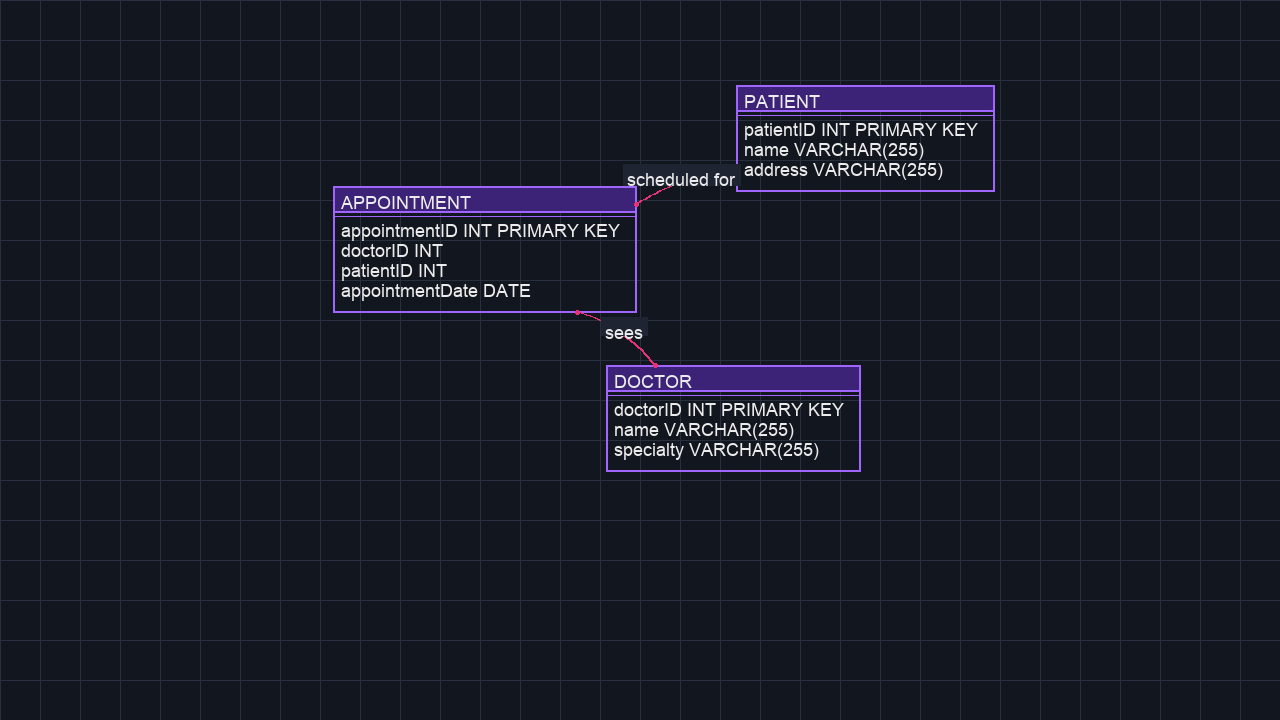 PATIENT
patientID INT PRIMARY KEY
name VARCHAR(255)
address VARCHAR(255)
scheduled for
APPOINTMENT
appointmentID INT PRIMARY KEY
doctorID INT
patientID INT
appointmentDate DATE
sees
DOCTOR
doctorID INT PRIMARY KEY
name VARCHAR(255)
specialty VARCHAR(255)